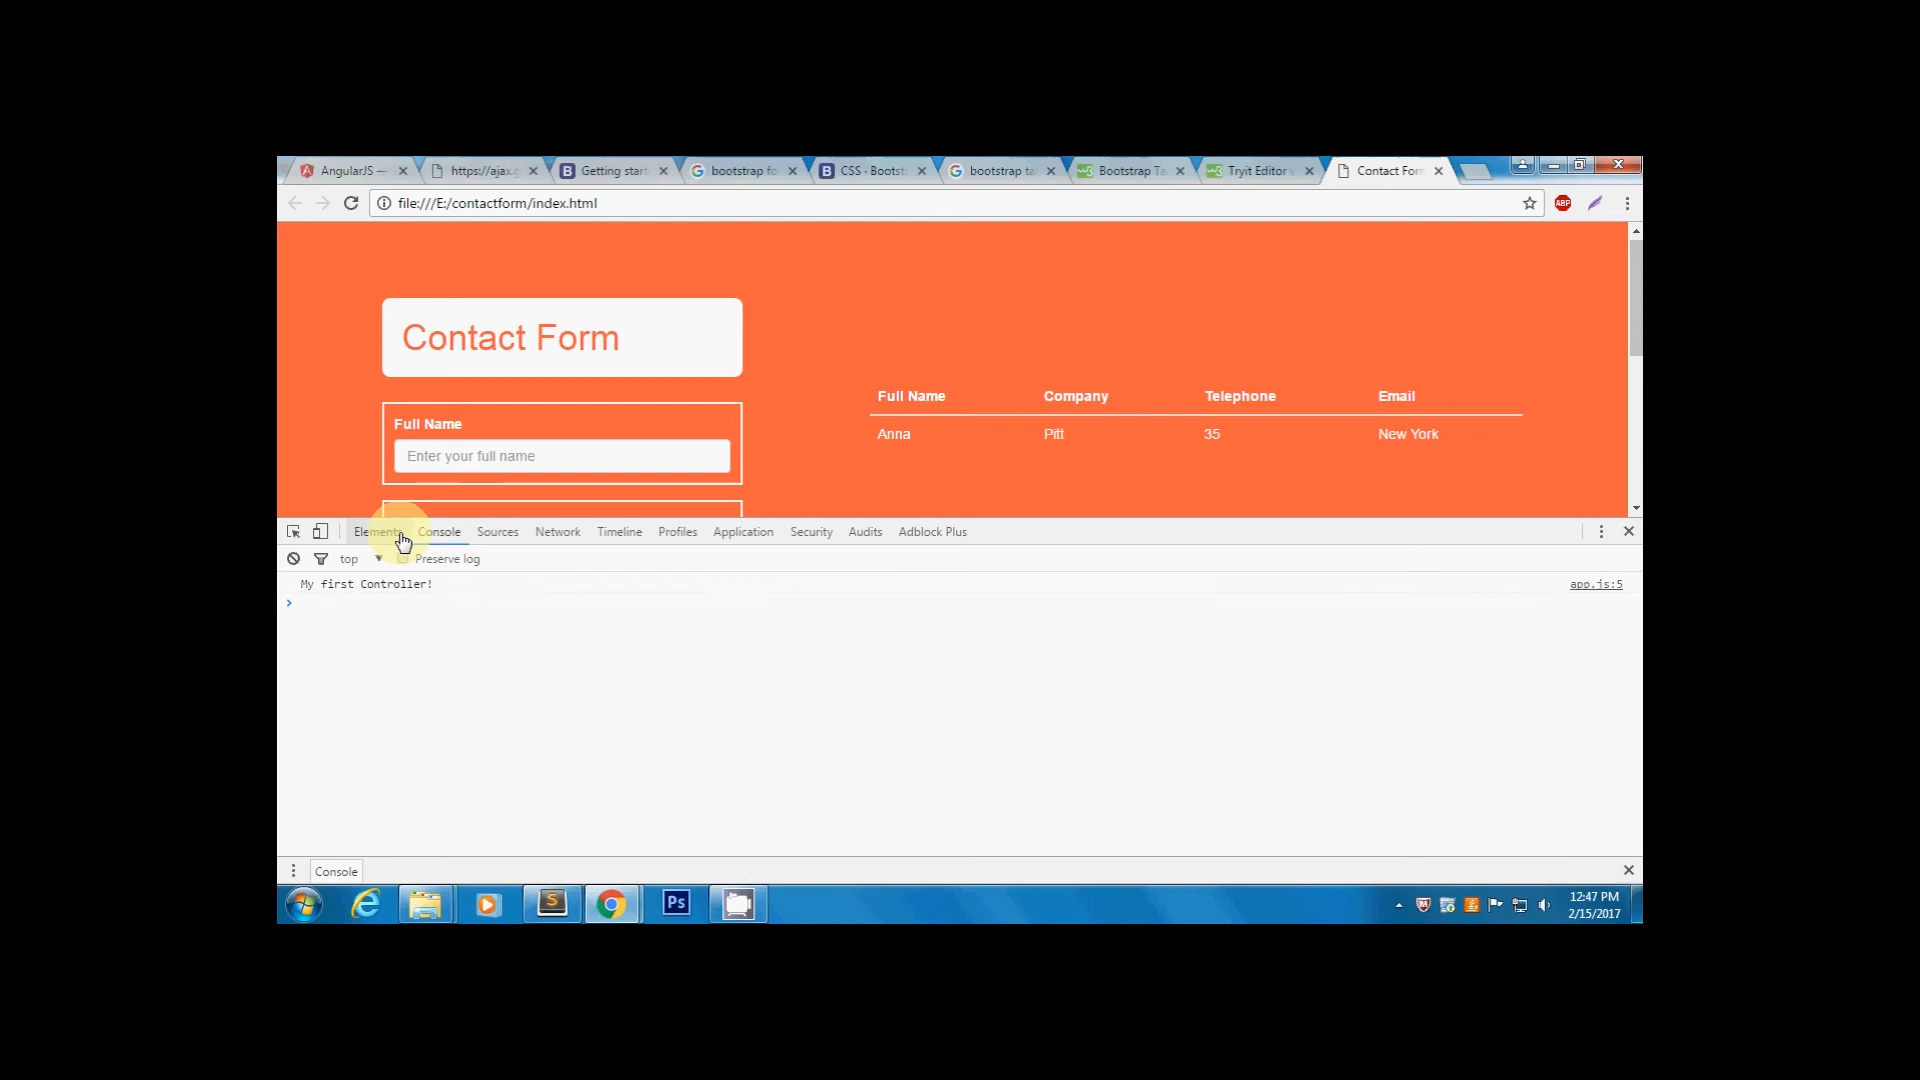 AngularJS —
https://ajax.g
Getting start
bootstrap fo
CSS · Bootst
bootstrap ta
Bootstrap Ta
Tryit Editor v
Contact Form
file:///E:/contactform/index.html
ABP
Contact Form
Full Name
Enter your full name
Full Name Company Telephone Email
Anna Pitt 35 New York
Elements Console Sources Network Timeline Profiles Application Security Audits Adblock Plus
top Preserve log
My first Controller! app.js:5
Console
Ps
12:47 PM
2/15/2017